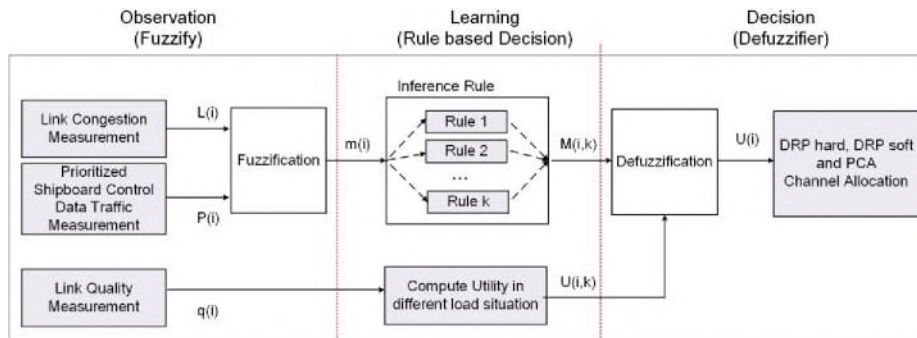 Observation
(Fuzzify)
Learning
(Rule based Decision)
Decision
(Defuzzifier)
Link Congestion
Measurement
L(i)
Prioritized
Shipboard Control
Data Traffic
Measurement
P(i)
Fuzzification
m(i)
Inference Rule
Rule 1
Rule 2
...
Rule k
M(i,k)
Defuzzification
U(i)
DRP hard, DRP soft
and PCA
Channel Allocation
Link Quality
Measurement
q(i)
Compute Utility in
different load situation
U(i,k)